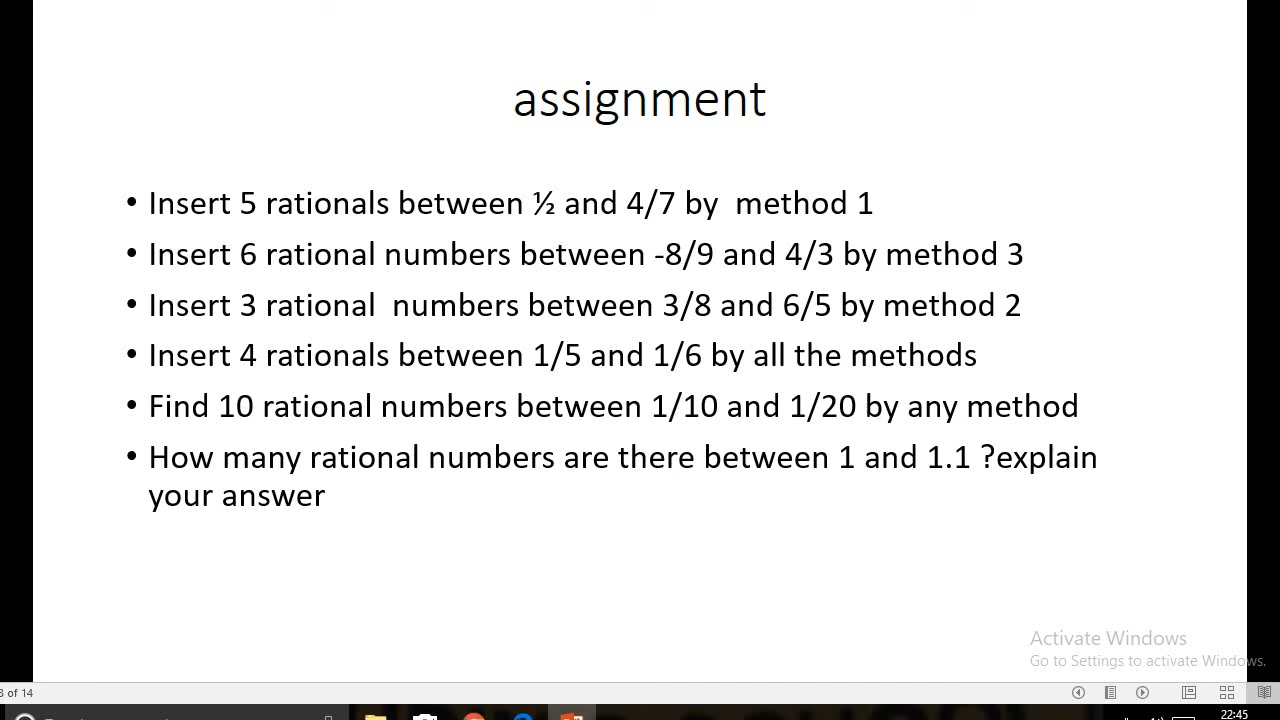 assignment
• Insert 5 rationals between ½ and 4/7 by  method 1
• Insert 6 rational numbers between -8/9 and 4/3 by method 3
• Insert 3 rational  numbers between 3/8 and 6/5 by method 2
• Insert 4 rationals between 1/5 and 1/6 by all the methods
• Find 10 rational numbers between 1/10 and 1/20 by any method
• How many rational numbers are there between 1 and 1.1 ?explain
your answer
Activate Windows
Go to Settings to activate Windows.
of 14
22:45